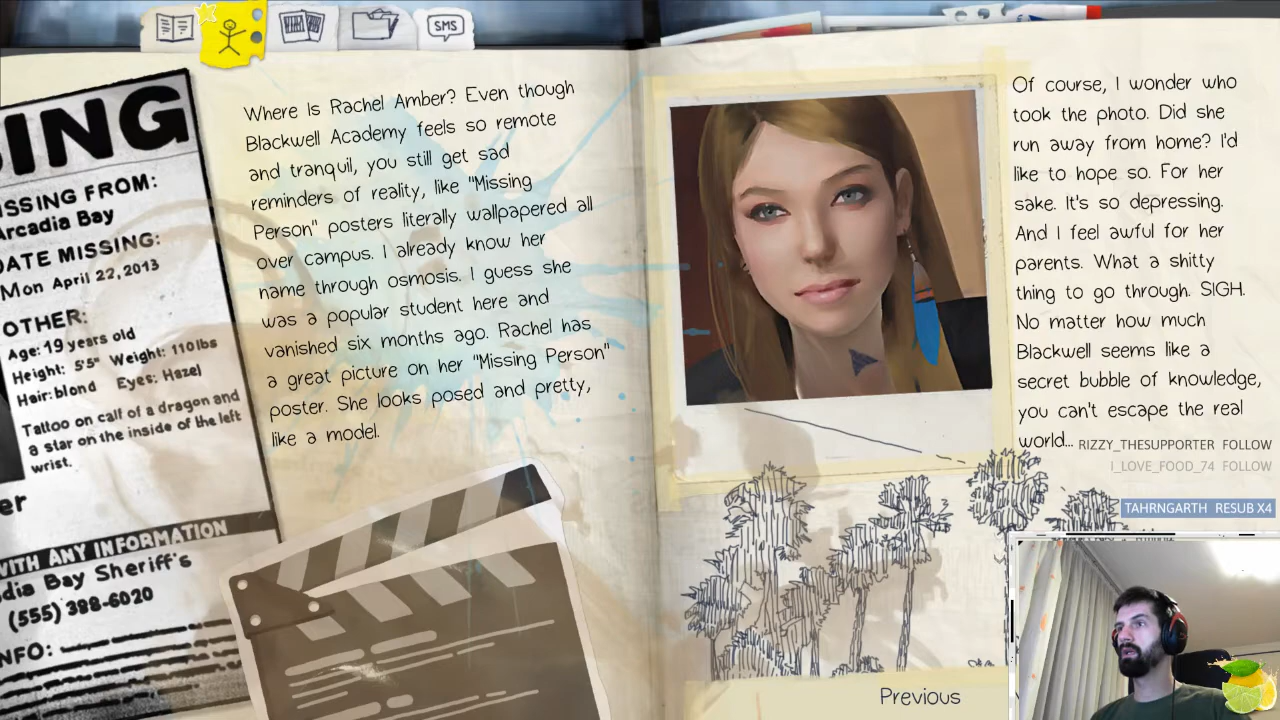 SMS
SING
ISSING FROM:
Arcadia Bay
DATE MISSING:
Mon April 22,2013
OTHER:
Age: 19 years old
Height: 5'5" Weight: 110lbs
Hair: blond Eyes: Hazel
Tattoo on calf of a dragon and
a star on the inside of the left
wrist.
er
WITH ANY INFORMATION
dia Bay Sheriff's
(555) 388-6020
NFO:
Where Is Rachel Amber? Even though
Blackwell Academy feels so remote
and tranquil, you still get sad
reminders of reality, like "Missing
Person" posters literally wallpapered all
over campus. I already know her
name through osmosis. I guess she
was a popular student here and
vanished six months ago. Rachel has
a great picture on her "Missing Person"
poster. She looks posed and pretty,
like a model.
Of course, I wonder who
took the photo. Did she
run away from home? I'd
like to hope so. For her
sake. It's so depressing.
And I feel awful for her
parents. What a shitty
thing to go through. SIGH.
No matter how much
Blackwell seems like a
secret bubble of knowledge,
you can't escape the real
world...
RIZZY_THESUPPORTER FOLLOW
I_LOVE_FOOD_74 FOLLOW
TAHRNGARTH RESUB X4
Previous